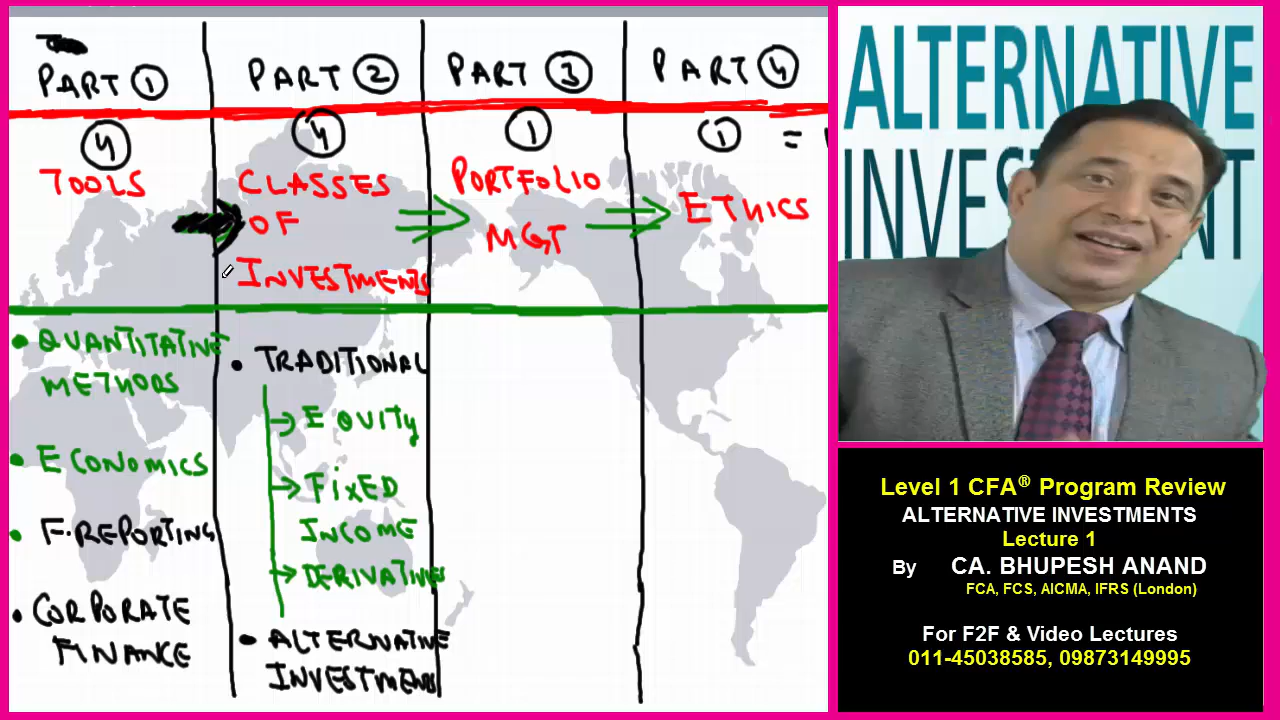 PART ①
PART ②
PART ③
PART ④
④
④
①
① =
TOOLS
CLASSES
OF
INVESTMENTS
PORTFOLIO
MGT
ETHICS
• QUANTITATIVE
METHODS
• ECONOMICS
• F.REPORTING
• CORPORATE
FINANCE
• TRADITIONAL
→ EQUITY
→ FIXED
INCOME
→ DERIVATIVES
• ALTERNATIVE
INVESTMENTS
ALTERNATIVE
INVESTMENT
Level 1 CFA® Program Review
ALTERNATIVE INVESTMENTS
Lecture 1
By CA. BHUPESH ANAND
FCA, FCS, AICMA, IFRS (London)
For F2F & Video Lectures
011-45038585, 09873149995